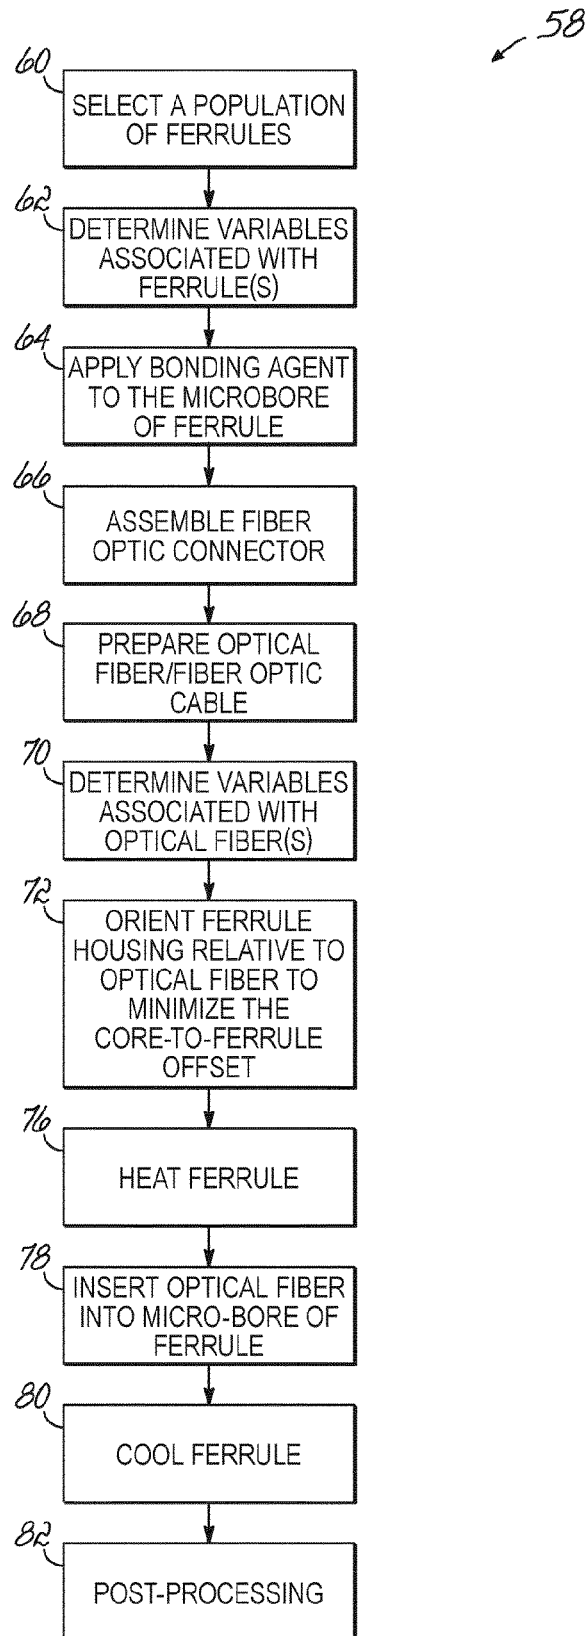 58
60
SELECT A POPULATION
OF FERRULES
62
DETERMINE VARIABLES
ASSOCIATED WITH
FERRULE(S)
64
APPLY BONDING AGENT
TO THE MICROBORE
OF FERRULE
66
ASSEMBLE FIBER
OPTIC CONNECTOR
68
PREPARE OPTICAL
FIBER/FIBER OPTIC
CABLE
70
DETERMINE VARIABLES
ASSOCIATED WITH
OPTICAL FIBER(S)
72
ORIENT FERRULE
HOUSING RELATIVE TO
OPTICAL FIBER TO
MINIMIZE THE
CORE-TO-FERRULE
OFFSET
76
HEAT FERRULE
78
INSERT OPTICAL FIBER
INTO MICRO-BORE OF
FERRULE
80
COOL FERRULE
82
POST-PROCESSING